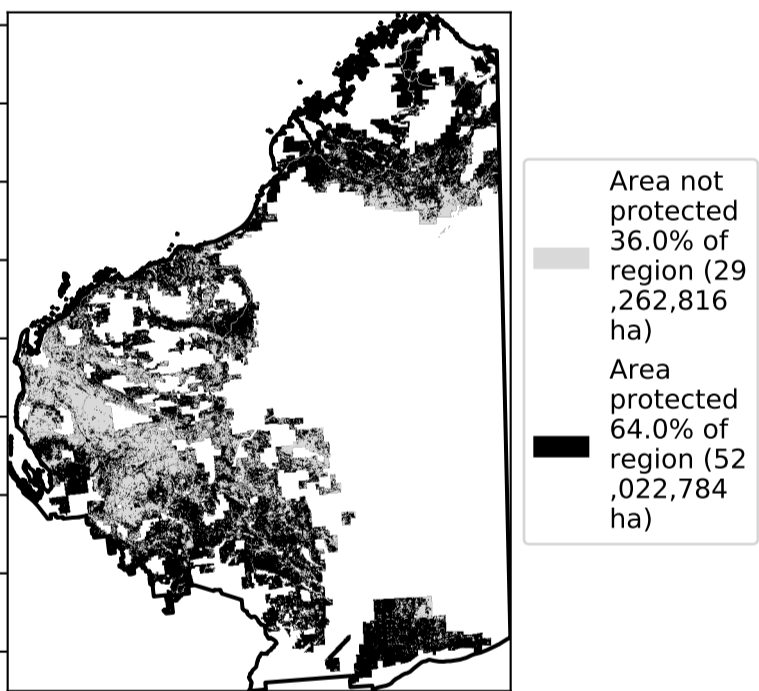 Area not
protected
36.0% of
region (29
,262,816
ha)
Area
protected
64.0% of
region (52
,022,784
ha)